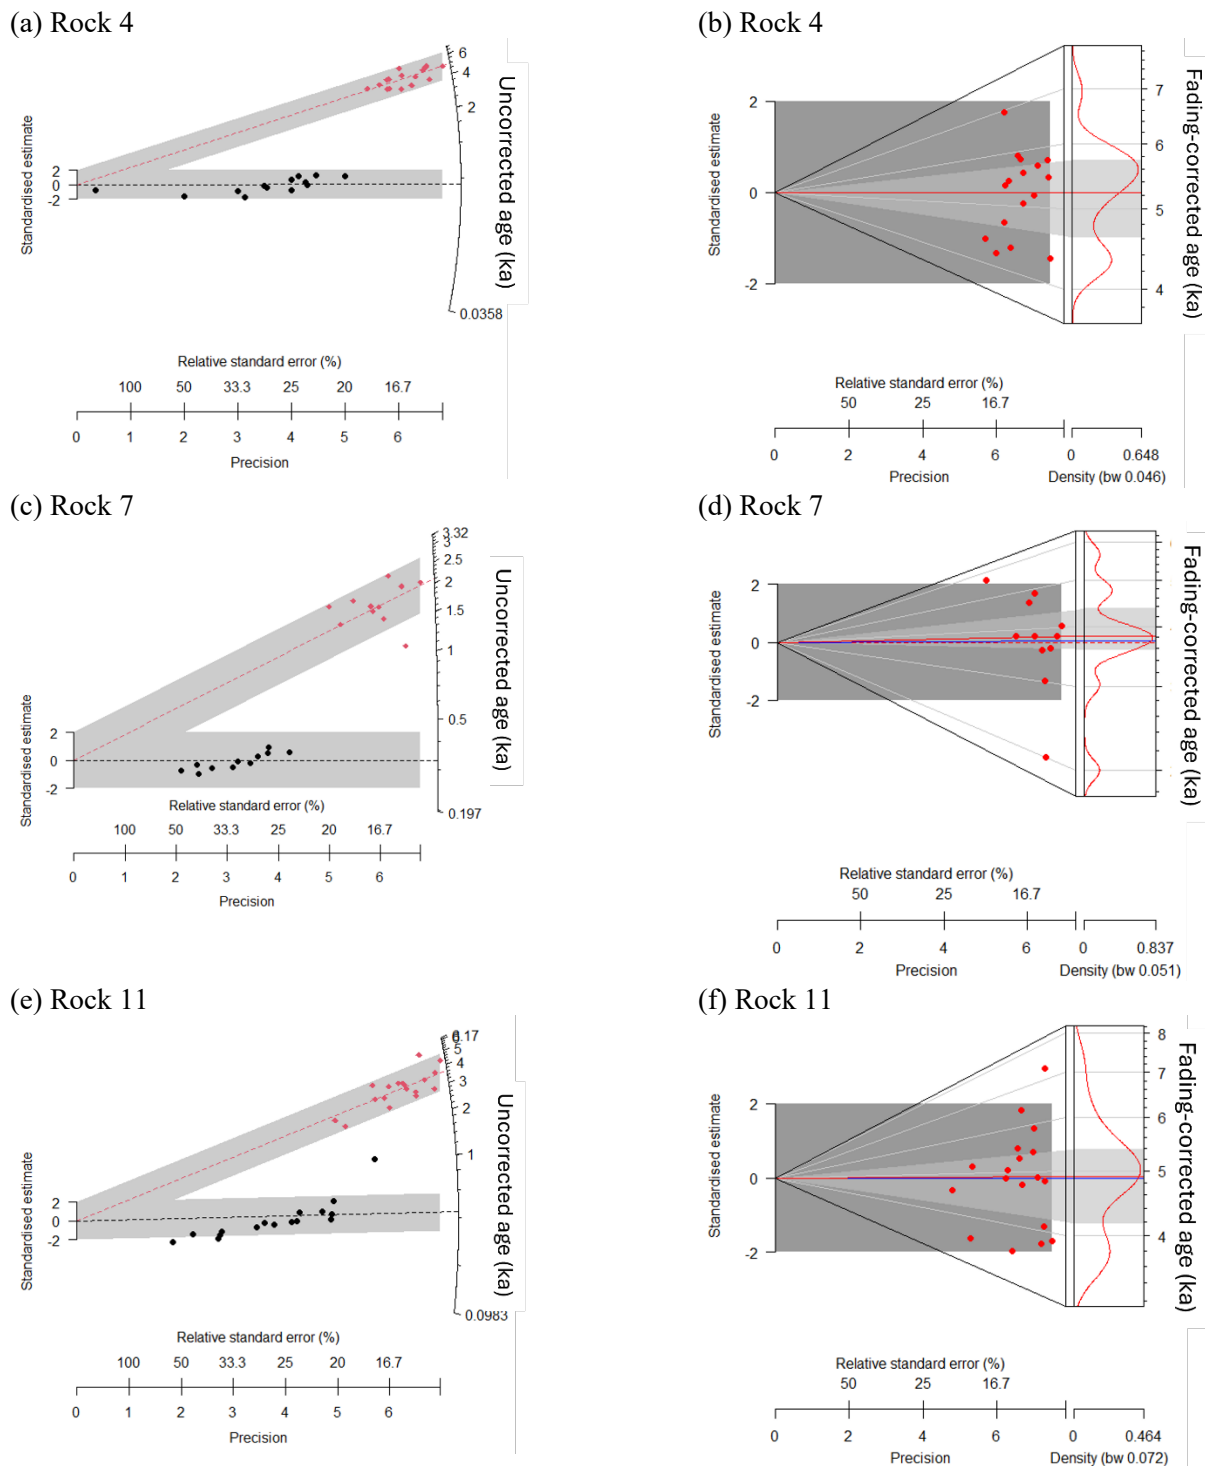 (a) Rock 4
Standardised estimate
2
0
-2
6
4
2
0.0358
Uncorrected age (ka)
Relative standard error (%)
100 50 33.3 25 20 16.7
0 1 2 3 4 5 6
Precision
(b) Rock 4
Standardised estimate
2
0
-2
7
6
5
4
Fading-corrected age (ka)
Relative standard error (%)
50 25 16.7
0 2 4 6 0 0.648
Precision Density (bw 0.046)
(c) Rock 7
Standardised estimate
2
0
-2
3.32
3
2.5
2
1.5
1
0.5
0.197
Uncorrected age (ka)
Relative standard error (%)
100 50 33.3 25 20 16.7
0 1 2 3 4 5 6
Precision
(d) Rock 7
Standardised estimate
2
0
-2
Fading-corrected age (ka)
Relative standard error (%)
50 25 16.7
0 2 4 6 0 0.837
Precision Density (bw 0.051)
(e) Rock 11
Standardised estimate
2
0
-2
5
4
3
2
1
0.0983
Uncorrected age (ka)
Relative standard error (%)
100 50 33.3 25 20 16.7
0 1 2 3 4 5 6
Precision
(f) Rock 11
Standardised estimate
2
0
-2
8
7
6
5
4
Fading-corrected age (ka)
Relative standard error (%)
50 25 16.7
0 2 4 6 0 0.464
Precision Density (bw 0.072)